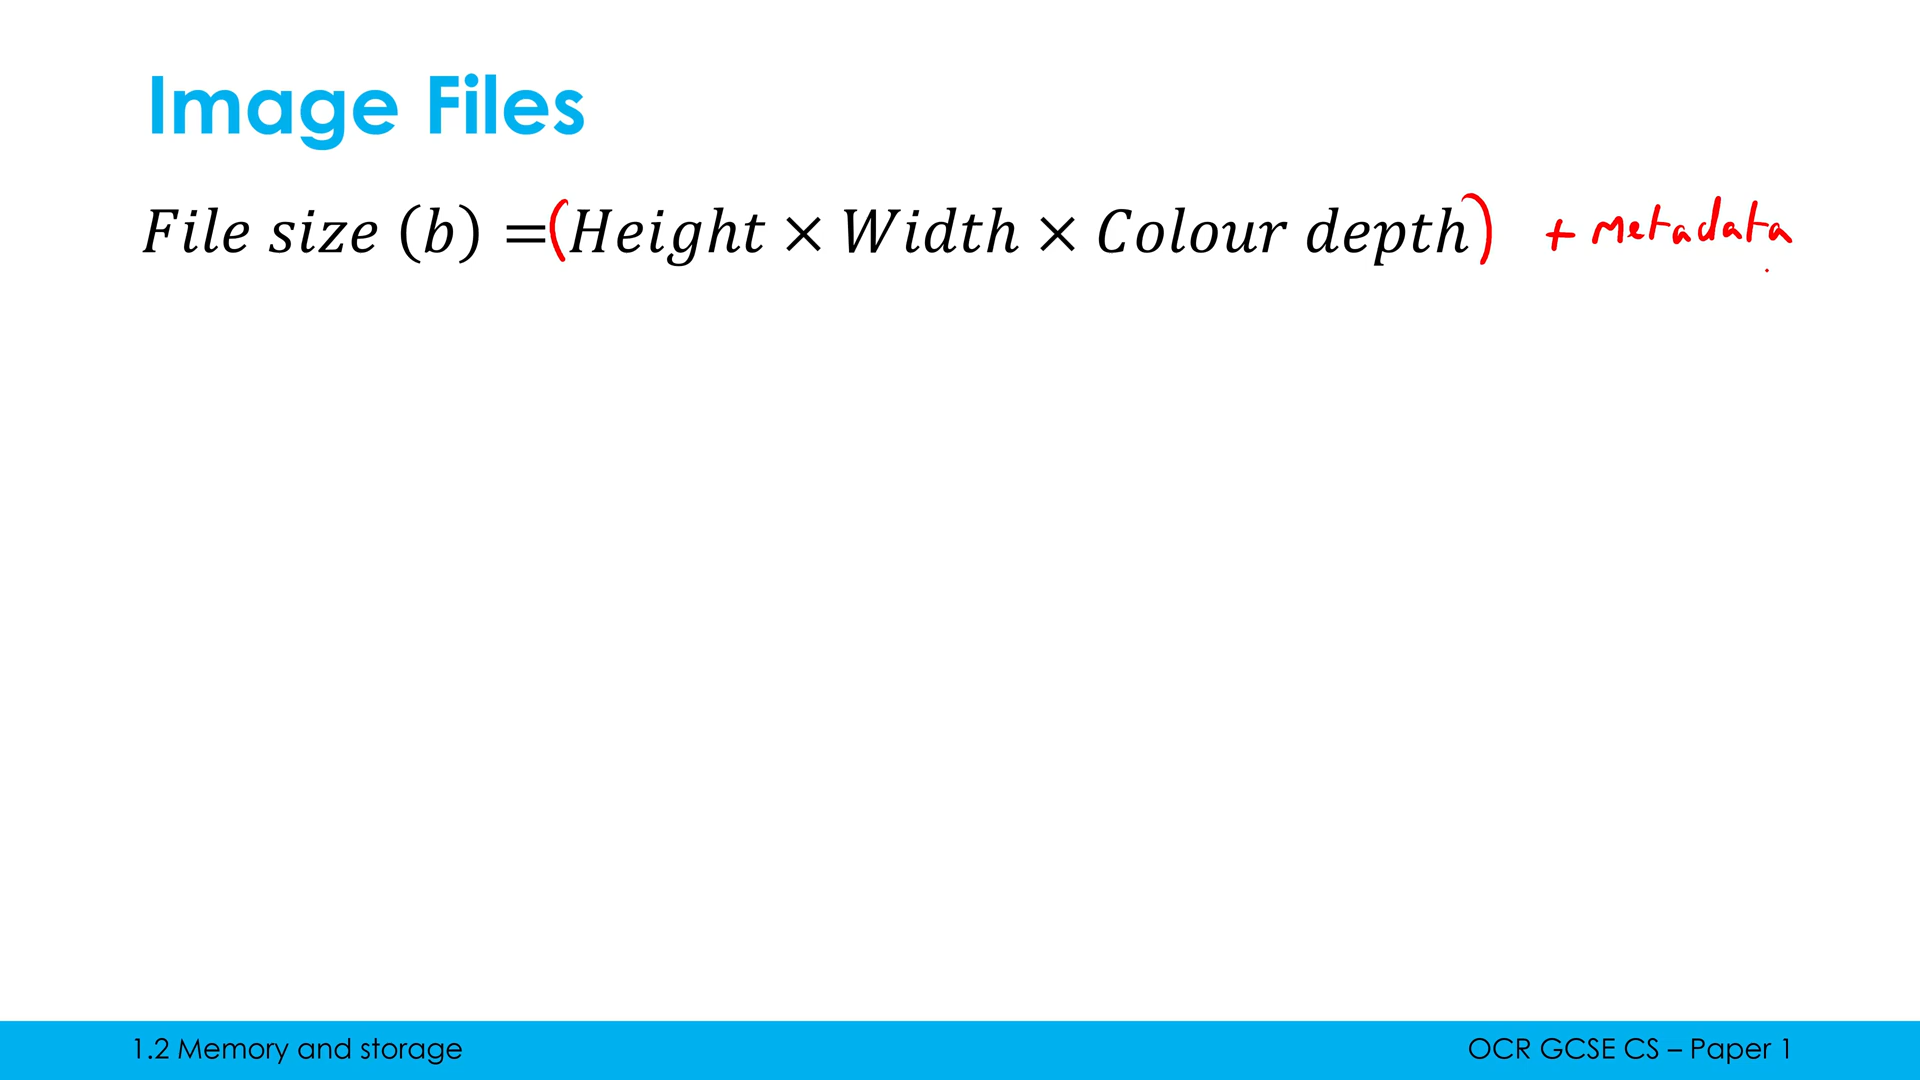 Image Files
File size (b) = (Height × Width × Colour depth) + metadata
1.2 Memory and storage
OCR GCSE CS – Paper 1